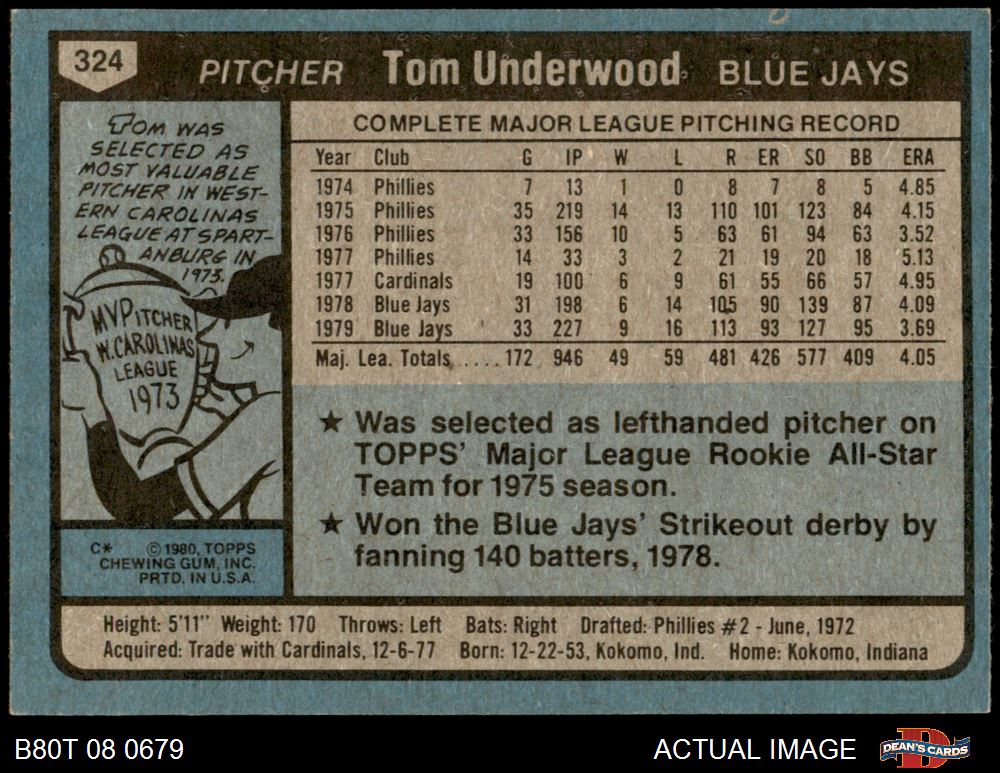 324
PITCHER Tom Underwood BLUE JAYS
TOM WAS
SELECTED AS
MOST VALUABLE
PITCHER IN WEST-
ERN CAROLINAS
LEAGUE AT SPART-
ANBURG IN
1973.
MVPITCHER
W. CAROLINAS
LEAGUE
1973
C* © 1980, TOPPS
CHEWING GUM, INC.
PRTD. IN U.S.A.
COMPLETE MAJOR LEAGUE PITCHING RECORD
Year Club G IP W L R ER SO BB ERA
1974 Phillies 7 13 1 0 8 7 8 5 4.85
1975 Phillies 35 219 14 13 110 101 123 84 4.15
1976 Phillies 33 156 10 5 63 61 94 63 3.52
1977 Phillies 14 33 3 2 21 19 20 18 5.13
1977 Cardinals 19 100 6 9 61 55 66 57 4.95
1978 Blue Jays 31 198 6 14 105 90 139 87 4.09
1979 Blue Jays 33 227 9 16 113 93 127 95 3.69
Maj. Lea. Totals ..... 172 946 49 59 481 426 577 409 4.05
★ Was selected as lefthanded pitcher on
TOPPS' Major League Rookie All-Star
Team for 1975 season.
★ Won the Blue Jays' Strikeout derby by
fanning 140 batters, 1978.
Height: 5'11" Weight: 170 Throws: Left Bats: Right Drafted: Phillies #2 - June, 1972
Acquired: Trade with Cardinals, 12-6-77 Born: 12-22-53, Kokomo, Ind. Home: Kokomo, Indiana
B80T 08 0679 ACTUAL IMAGE DEAN'S CARDS